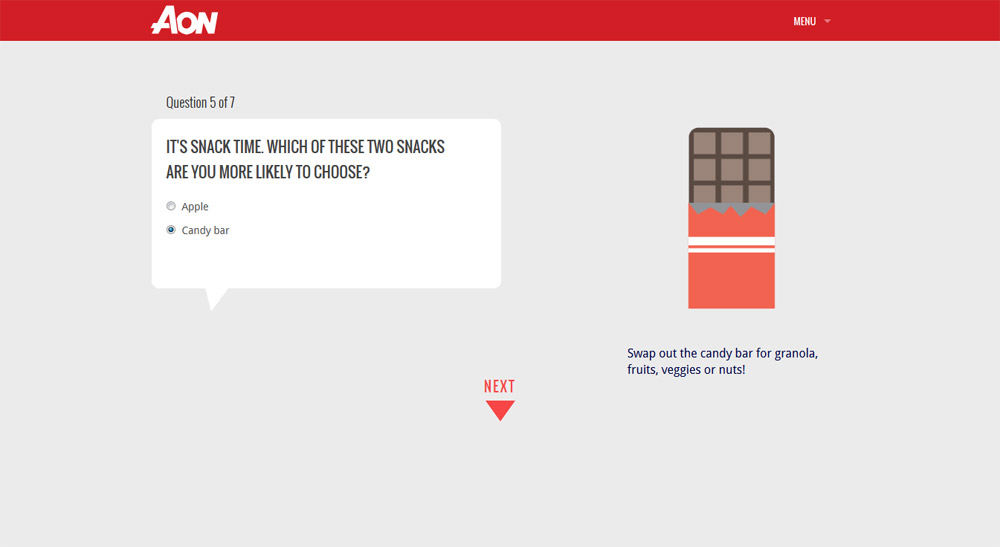 AON
MENU
Question 5 of 7
IT'S SNACK TIME. WHICH OF THESE TWO SNACKS
ARE YOU MORE LIKELY TO CHOOSE?
Apple
Candy bar
Swap out the candy bar for granola,
fruits, veggies or nuts!
NEXT